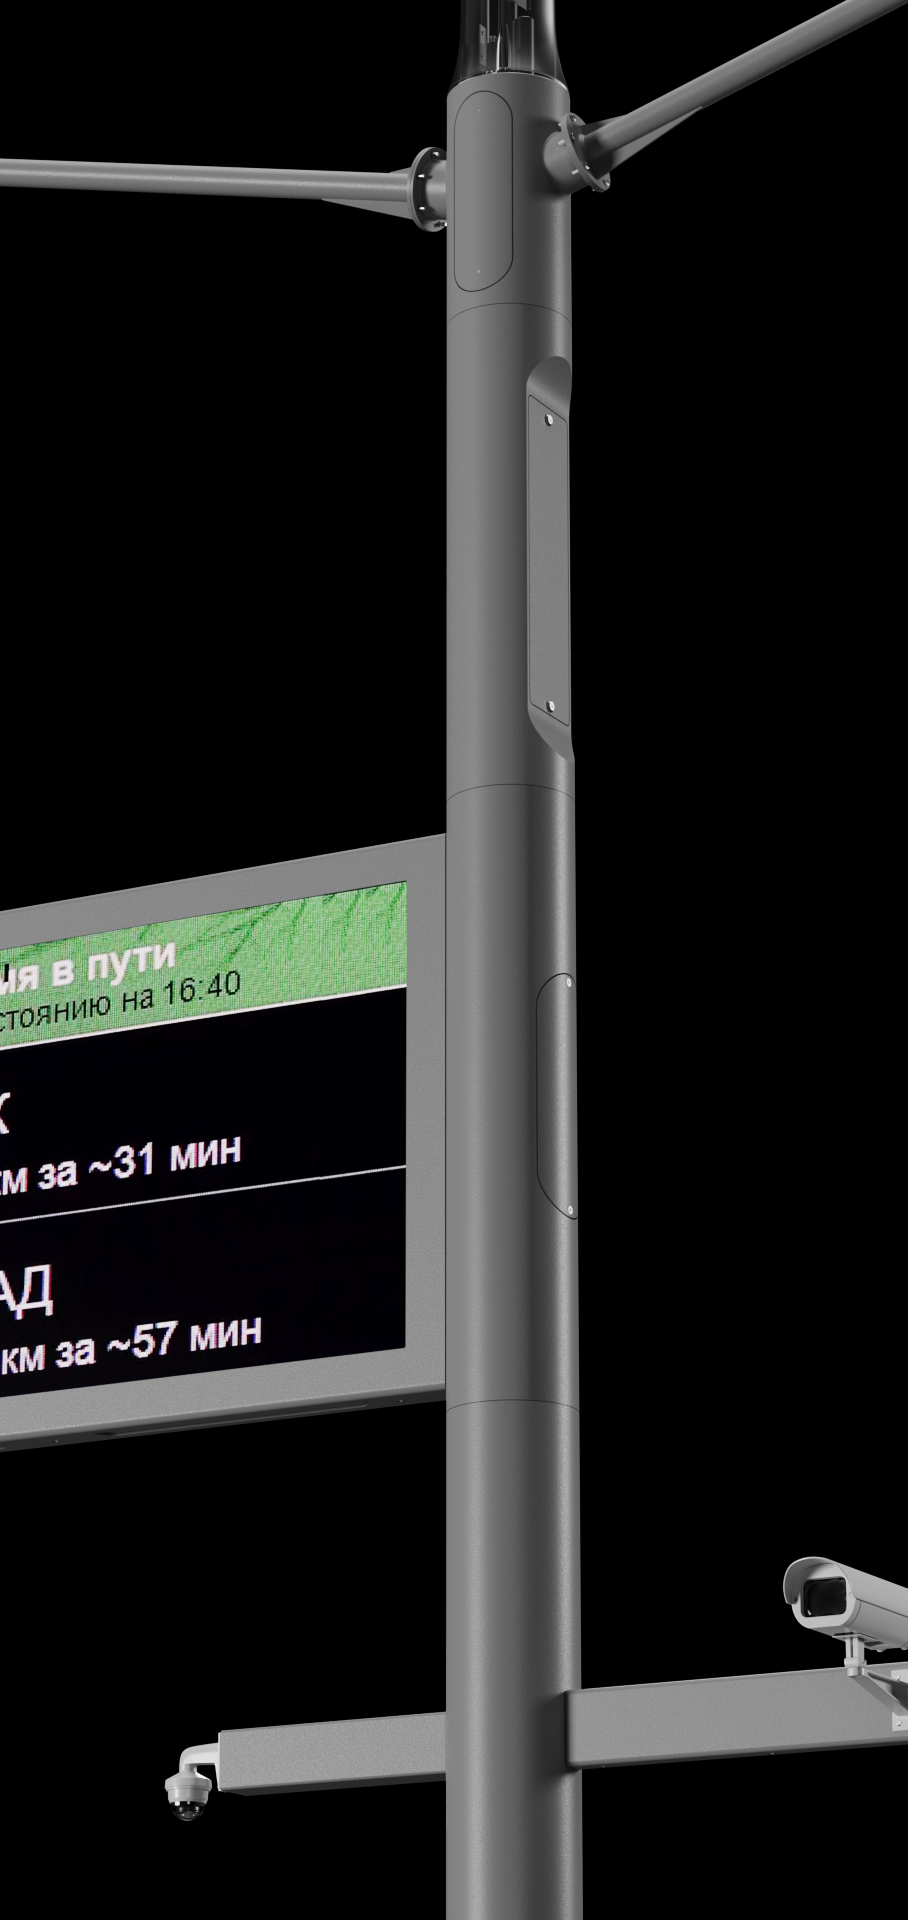 ия в пути
стоянию на 16:40
К
км за ~31 мин
АД
км за ~57 мин